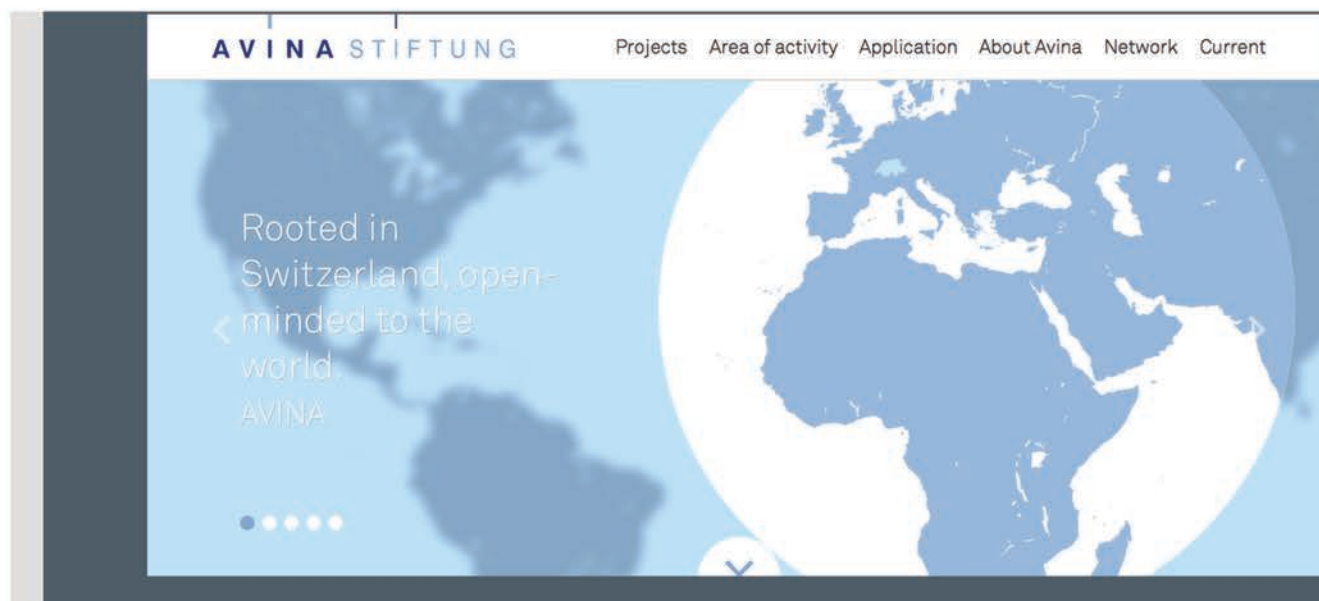 AVINA STIFTUNG
Projects Area of activity Application About Avina Network Current
Rooted in
Switzerland, open-
minded to the
world.
AVINA